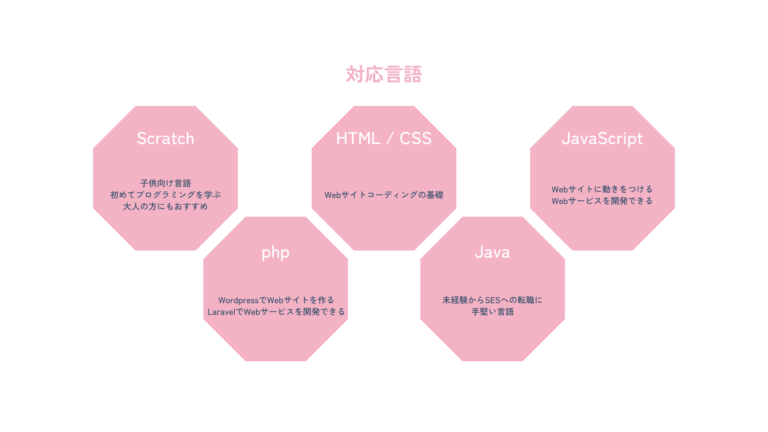 対応言語
Scratch
子供向け言語
初めてプログラミングを学ぶ
大人の方にもおすすめ
HTML / CSS
Webサイトコーディングの基礎
JavaScript
Webサイトに動きをつける
Webサービスを開発できる
php
WordpressでWebサイトを作る
LaravelでWebサービスを開発できる
Java
未経験からSESへの転職に
手堅い言語